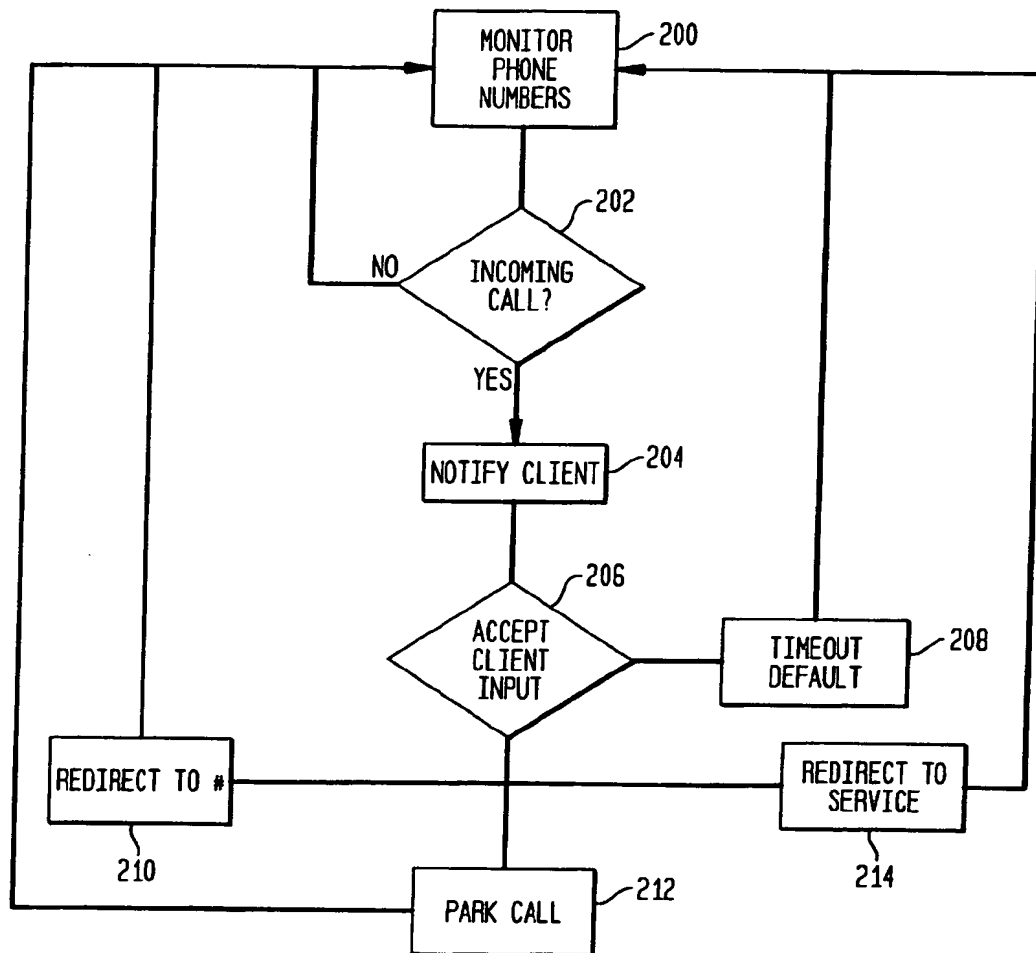 MONITOR
PHONE
NUMBERS
200
202
INCOMING
CALL?
NO
YES
NOTIFY CLIENT
204
206
ACCEPT
CLIENT
INPUT
TIMEOUT
DEFAULT
208
REDIRECT TO #
210
REDIRECT TO
SERVICE
214
PARK CALL
212